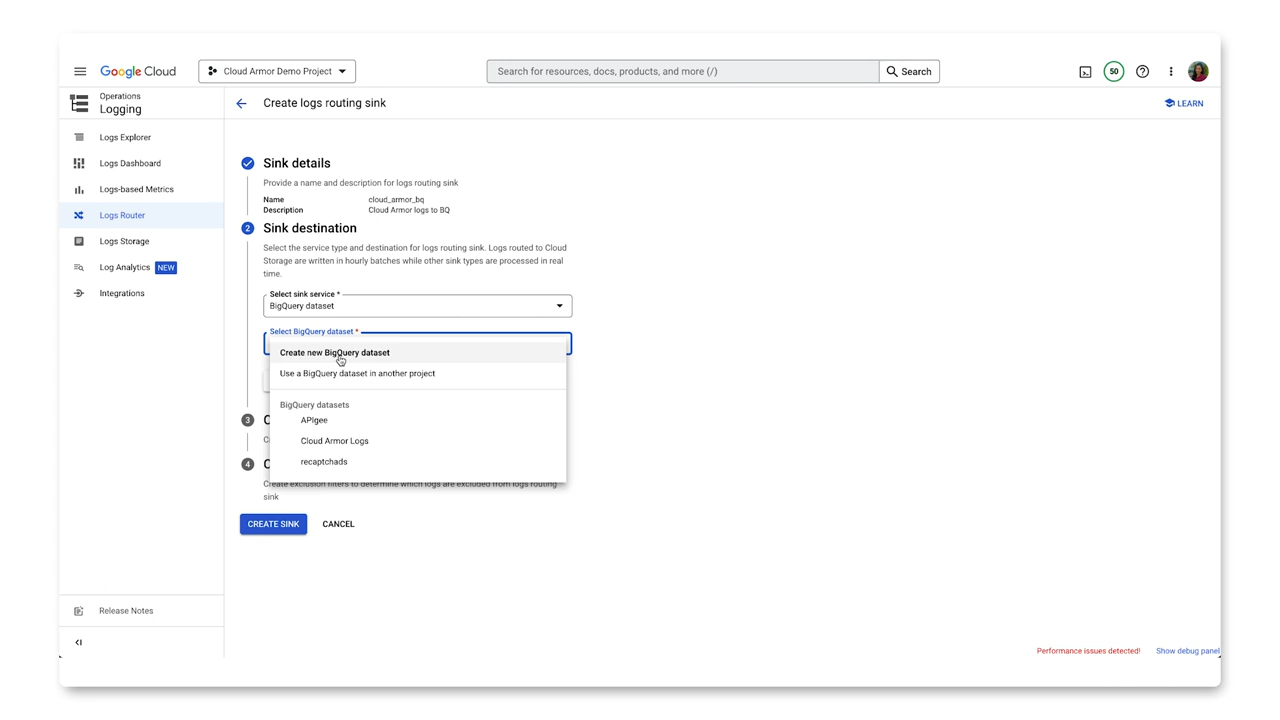 Google Cloud
Cloud Armor Demo Project
Search for resources, docs, products, and more (/)
Search
50
Operations
Logging
Create logs routing sink
LEARN
Logs Explorer
Logs Dashboard
Logs-based Metrics
Logs Router
Logs Storage
Log Analytics NEW
Integrations
Sink details
Provide a name and description for logs routing sink
Name cloud_armor_bq
Description Cloud Armor logs to BQ
2 Sink destination
Select the service type and destination for logs routing sink. Logs routed to Cloud
Storage are written in hourly batches while other sink types are processed in real
time.
Select sink service *
BigQuery dataset
Select BigQuery dataset *
Create new BigQuery dataset
Use a BigQuery dataset in another project
BigQuery datasets
APIgee
Cloud Armor Logs
recaptchads
3 C
C
4 C
Create exclusion filters to determine which logs are excluded from logs routing
sink
CREATE SINK
CANCEL
Release Notes
Performance issues detected!
Show debug panel